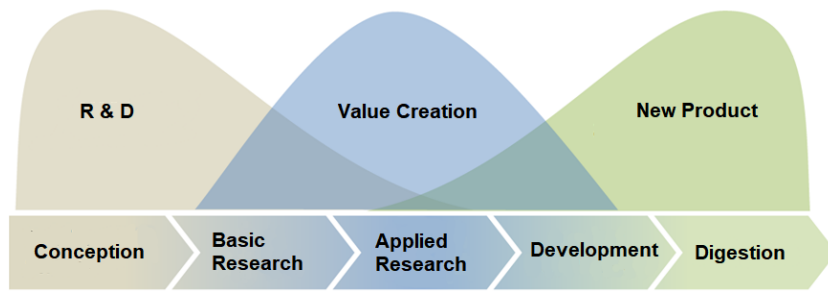 R & D
Value Creation
New Product
Conception
Basic
Research
Applied
Research
Development
Digestion